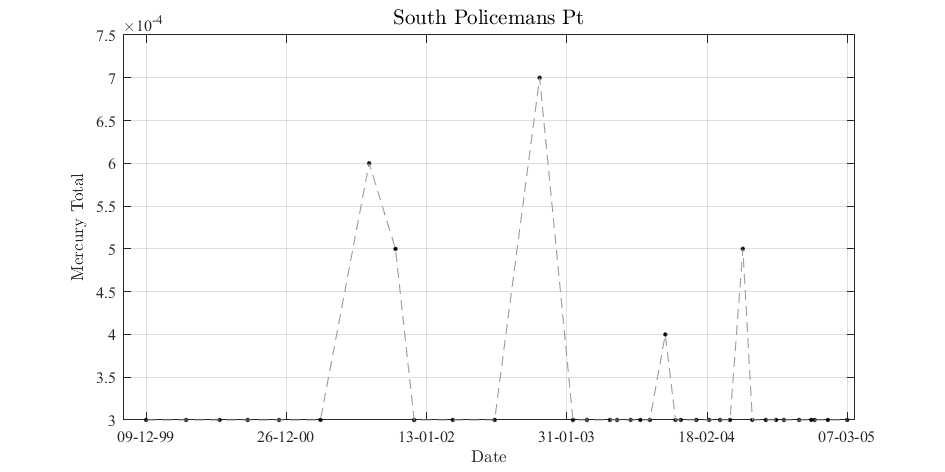 South Policemans Pt
×10⁻⁴
7.5
7
6.5
6
5.5
5
4.5
4
3.5
3
Mercury Total
09-12-99 26-12-00 13-01-02 31-01-03 18-02-04 07-03-05
Date